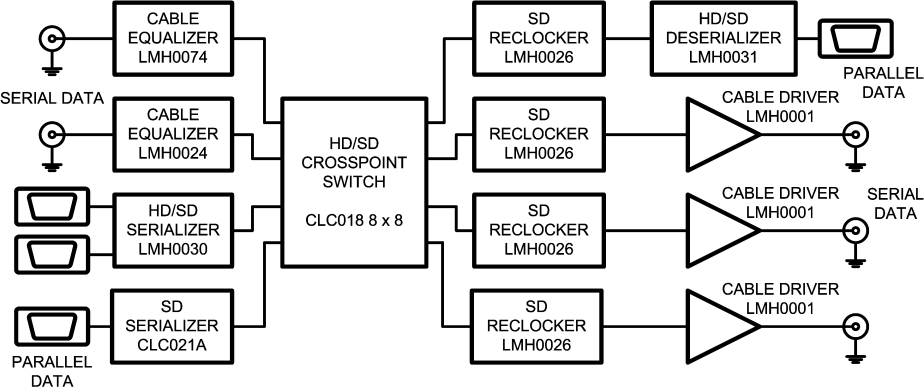 CABLE
EQUALIZER
LMH0074
SD
RECLOCKER
LMH0026
HD/SD
DESERIALIZER
LMH0031
SERIAL DATA
PARALLEL
DATA
CABLE
EQUALIZER
LMH0024
HD/SD
CROSSPOINT
SWITCH
CLC018 8 x 8
SD
RECLOCKER
LMH0026
CABLE DRIVER
LMH0001
HD/SD
SERIALIZER
LMH0030
SD
RECLOCKER
LMH0026
CABLE DRIVER
LMH0001
SERIAL
DATA
SD
SERIALIZER
CLC021A
PARALLEL
DATA
SD
RECLOCKER
LMH0026
CABLE DRIVER
LMH0001